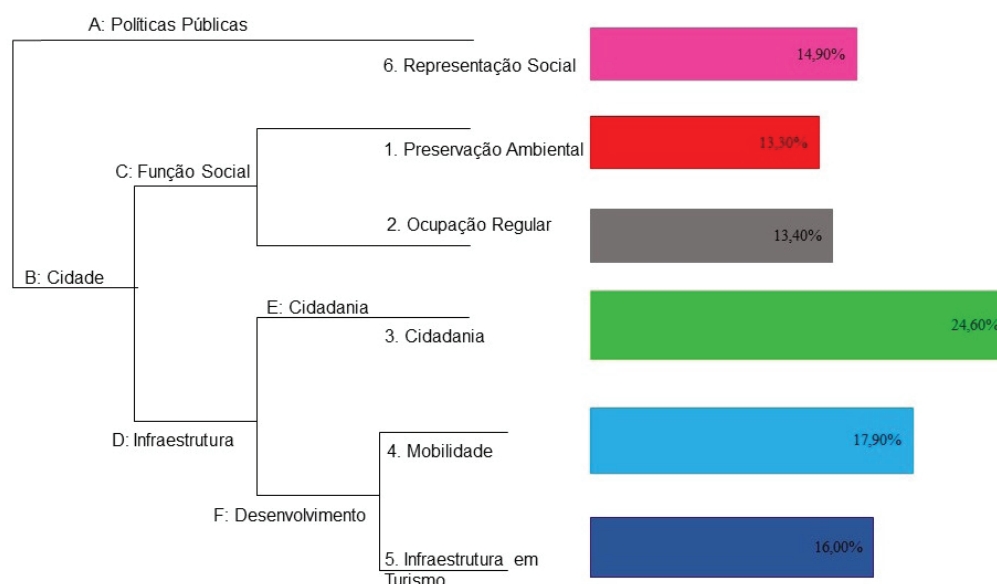 A: Políticas Públicas
6. Representação Social
14,90%
1. Preservação Ambiental
13,30%
C: Função Social
2. Ocupação Regular
13,40%
B: Cidade
E: Cidadania
3. Cidadania
24,60%
D: Infraestrutura
4. Mobilidade
17,90%
F: Desenvolvimento
5. Infraestrutura em
Turismo
16,00%